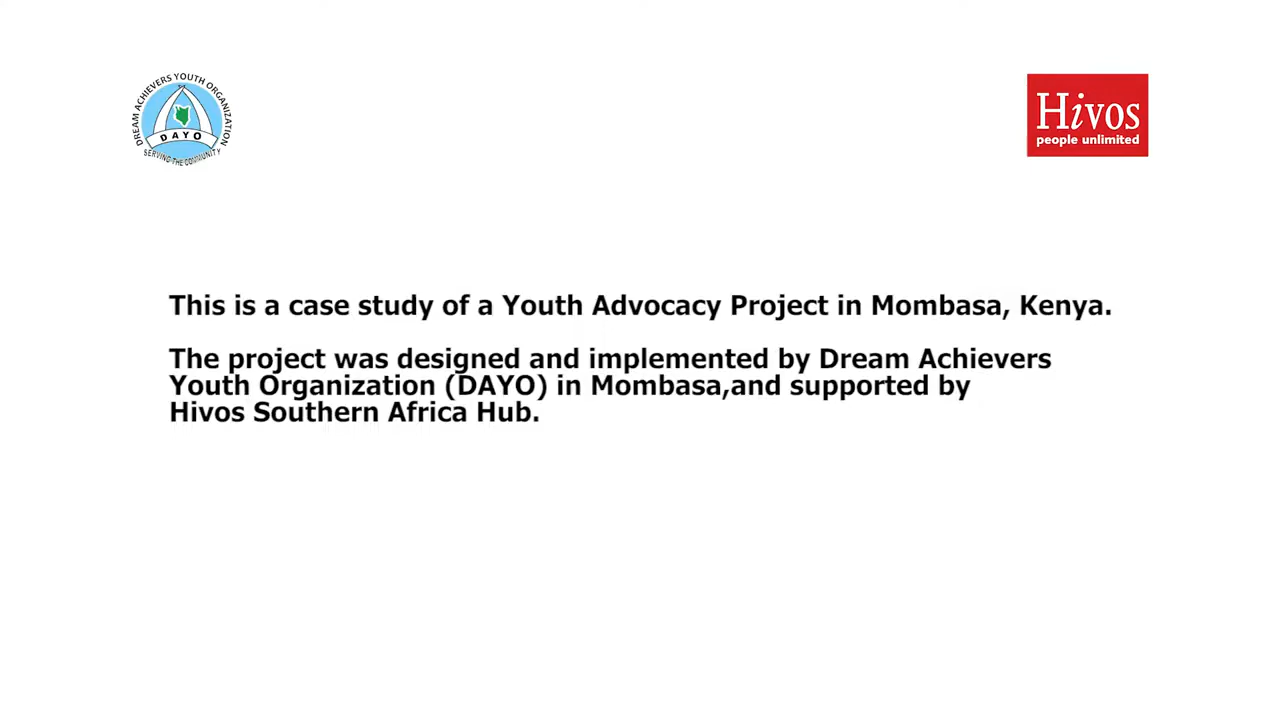 DREAM ACHIEVERS YOUTH ORGANIZATION
DAYO
SERVING THE COMMUNITY
Hivos
people unlimited
This is a case study of a Youth Advocacy Project in Mombasa, Kenya.
The project was designed and implemented by Dream Achievers
Youth Organization (DAYO) in Mombasa,and supported by
Hivos Southern Africa Hub.